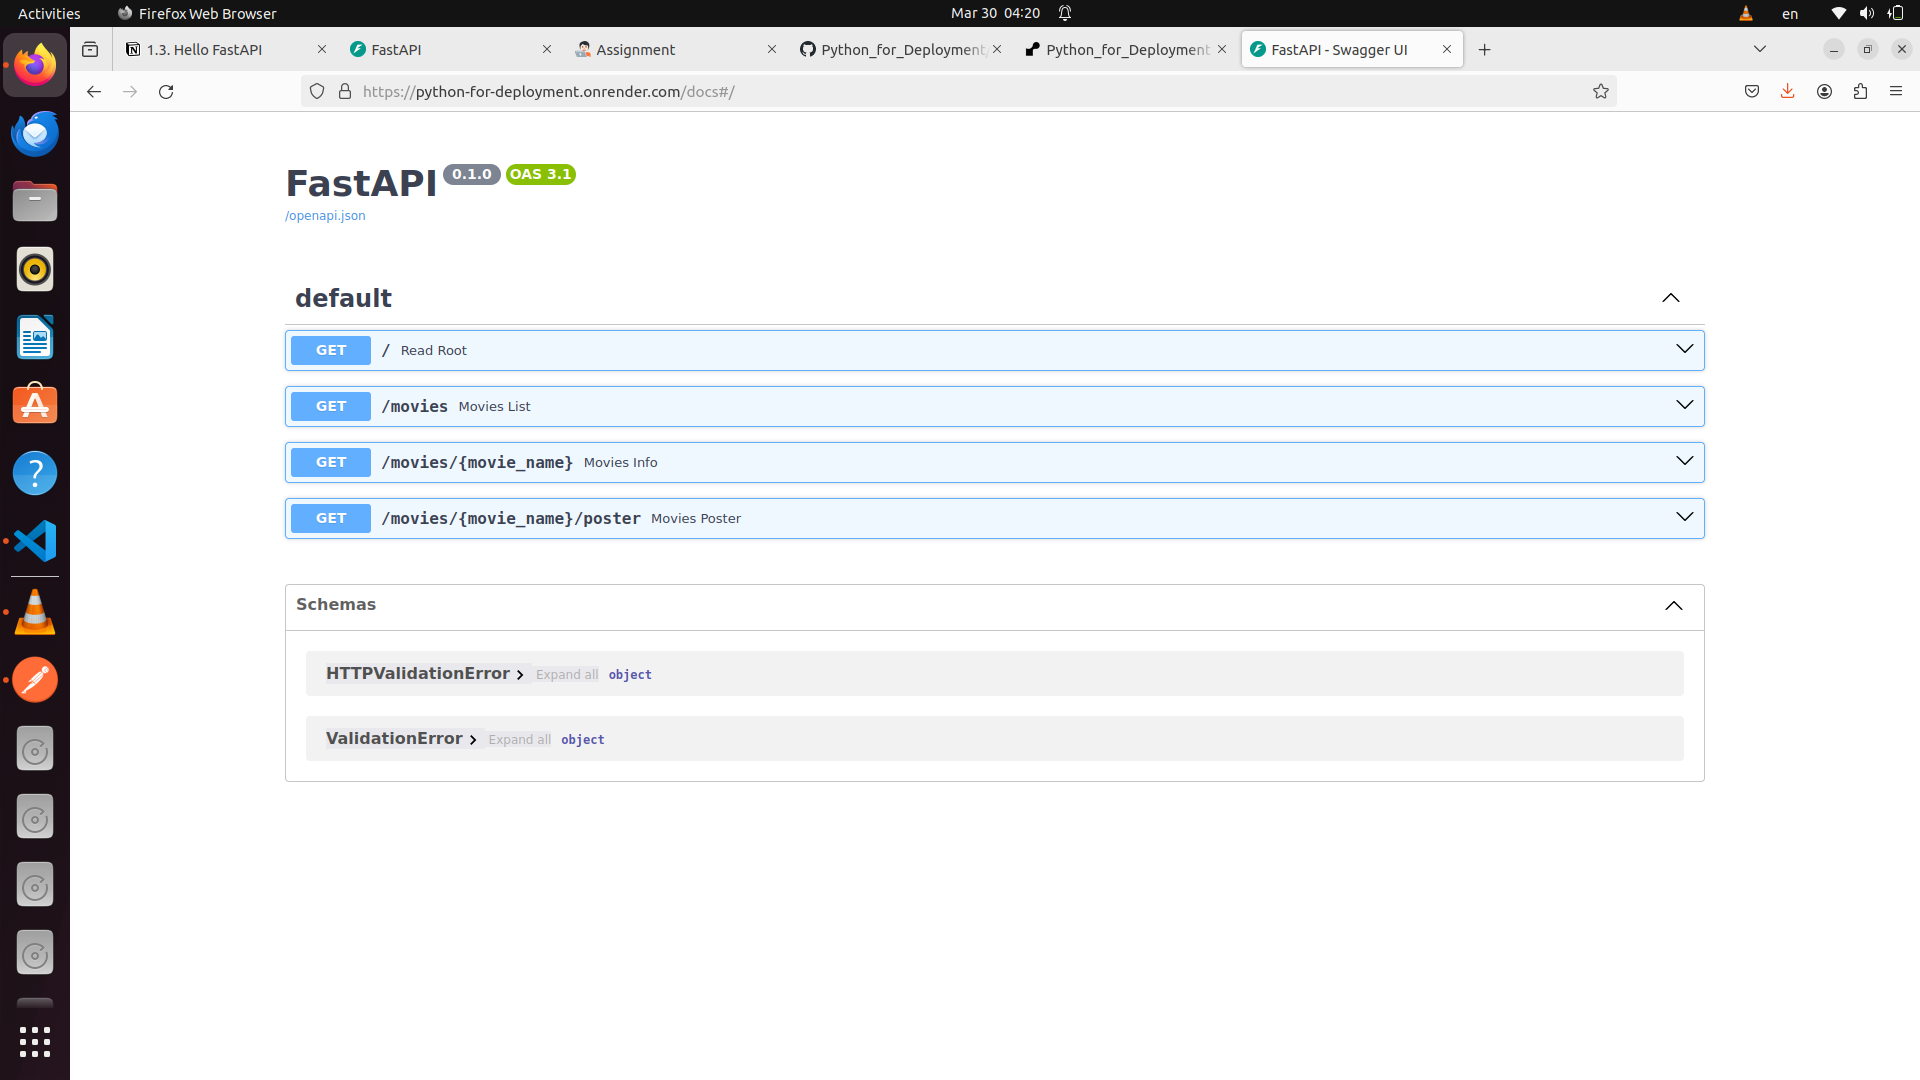 Activities
Firefox Web Browser
Mar 30 04:20
en
1.3. Hello FastAPI
FastAPI
Assignment
Python_for_Deployment/
Python_for_Deployment
FastAPI - Swagger UI
https://python-for-deployment.onrender.com/docs#/
FastAPI 0.1.0 OAS 3.1
/openapi.json
default
GET / Read Root
GET /movies Movies List
GET /movies/{movie_name} Movies Info
GET /movies/{movie_name}/poster Movies Poster
Schemas
HTTPValidationError Expand all object
ValidationError Expand all object